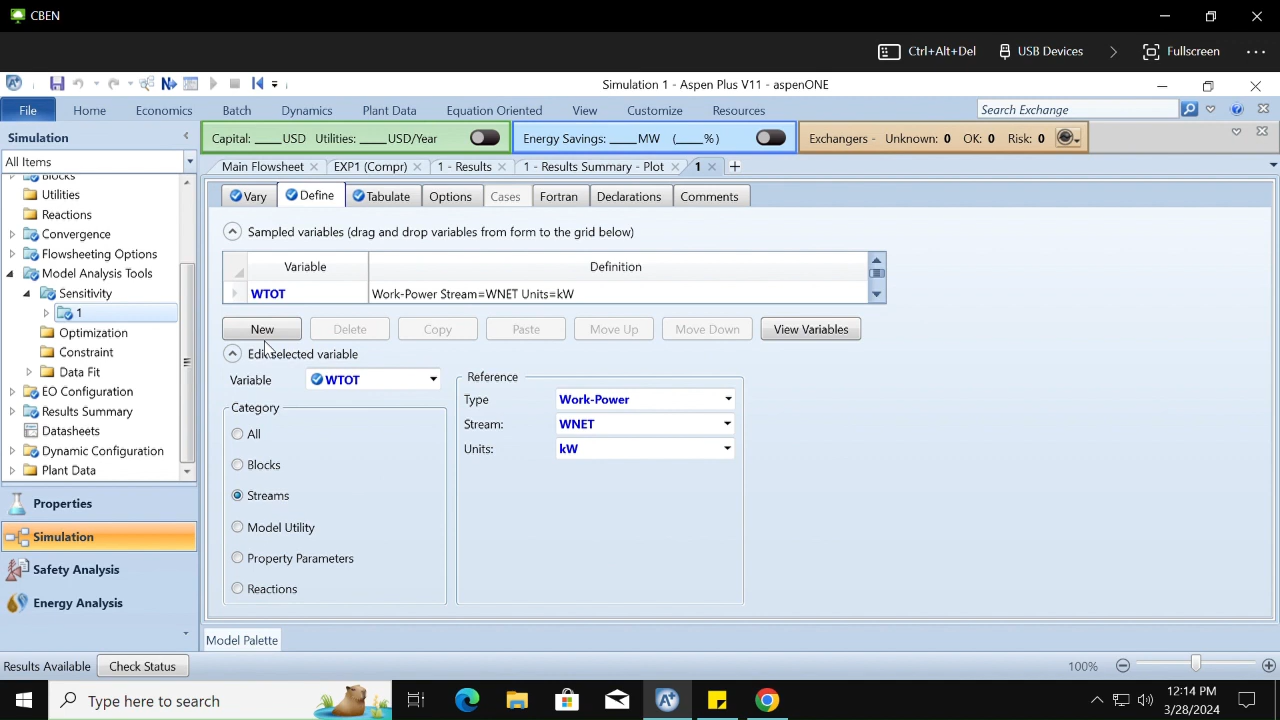 CBEN
Ctrl+Alt+Del USB Devices Fullscreen
Simulation 1 - Aspen Plus V11 - aspenONE
File Home Economics Batch Dynamics Plant Data Equation Oriented View Customize Resources Search Exchange
Simulation
Capital: ____USD Utilities: ____USD/Year Energy Savings: ____MW (____%) Exchangers - Unknown: 0 OK: 0 Risk: 0
All Items
Main Flowsheet EXP1 (Compr) 1 - Results 1 - Results Summary - Plot 1
Blocks
Utilities
Reactions
Convergence
Flowsheeting Options
Model Analysis Tools
Sensitivity
1
Optimization
Constraint
Data Fit
EO Configuration
Results Summary
Datasheets
Dynamic Configuration
Plant Data
Properties
Simulation
Safety Analysis
Energy Analysis
Vary Define Tabulate Options Cases Fortran Declarations Comments
Sampled variables (drag and drop variables from form to the grid below)
Variable Definition
WTOT Work-Power Stream=WNET Units=kW
New Delete Copy Paste Move Up Move Down View Variables
Edit selected variable
Variable WTOT
Category
All
Blocks
Streams
Model Utility
Property Parameters
Reactions
Reference
Type Work-Power
Stream: WNET
Units: kW
Model Palette
Results Available Check Status 100%
Type here to search
12:14 PM
3/28/2024